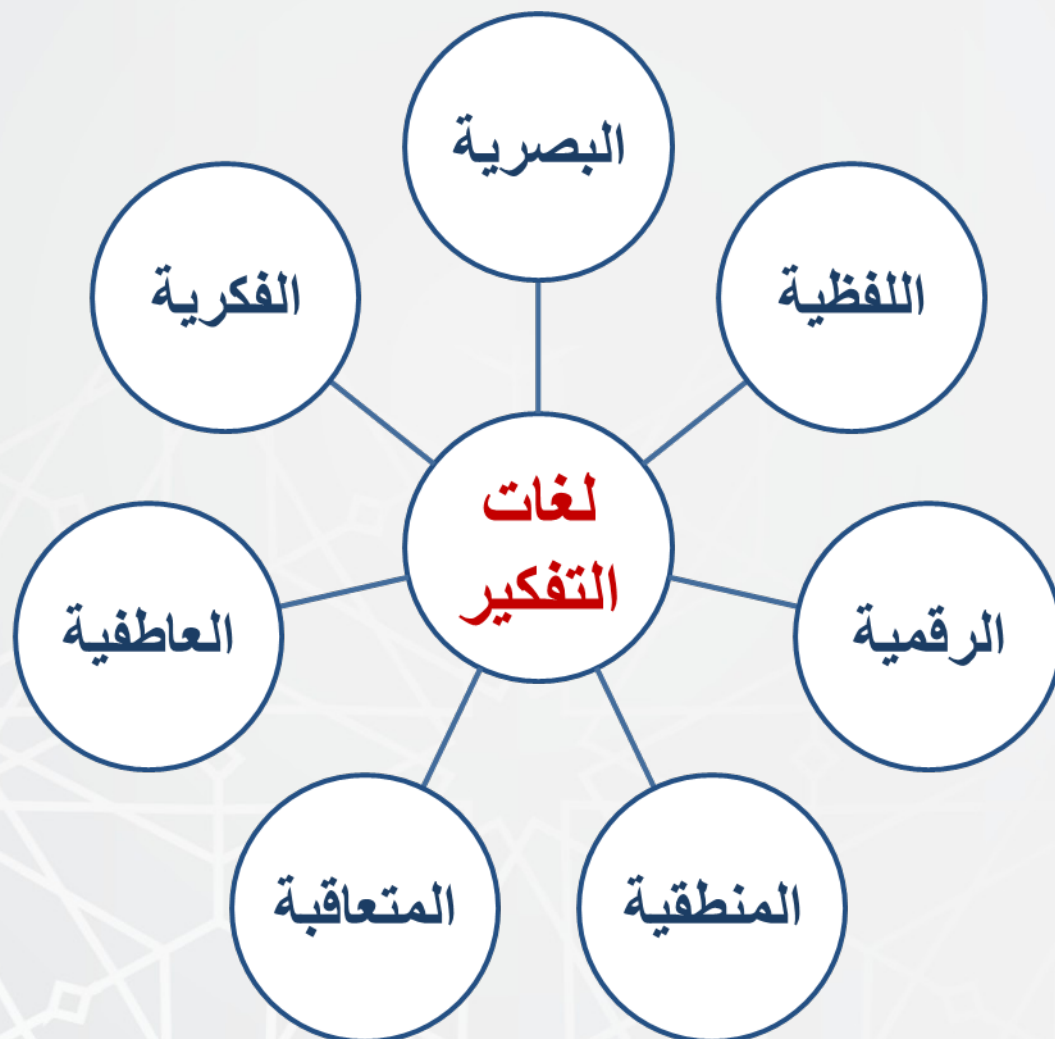 لغات
التفكير
البصرية
اللفظية
الرقمية
المنطقية
المتعاقبة
العاطفية
الفكرية